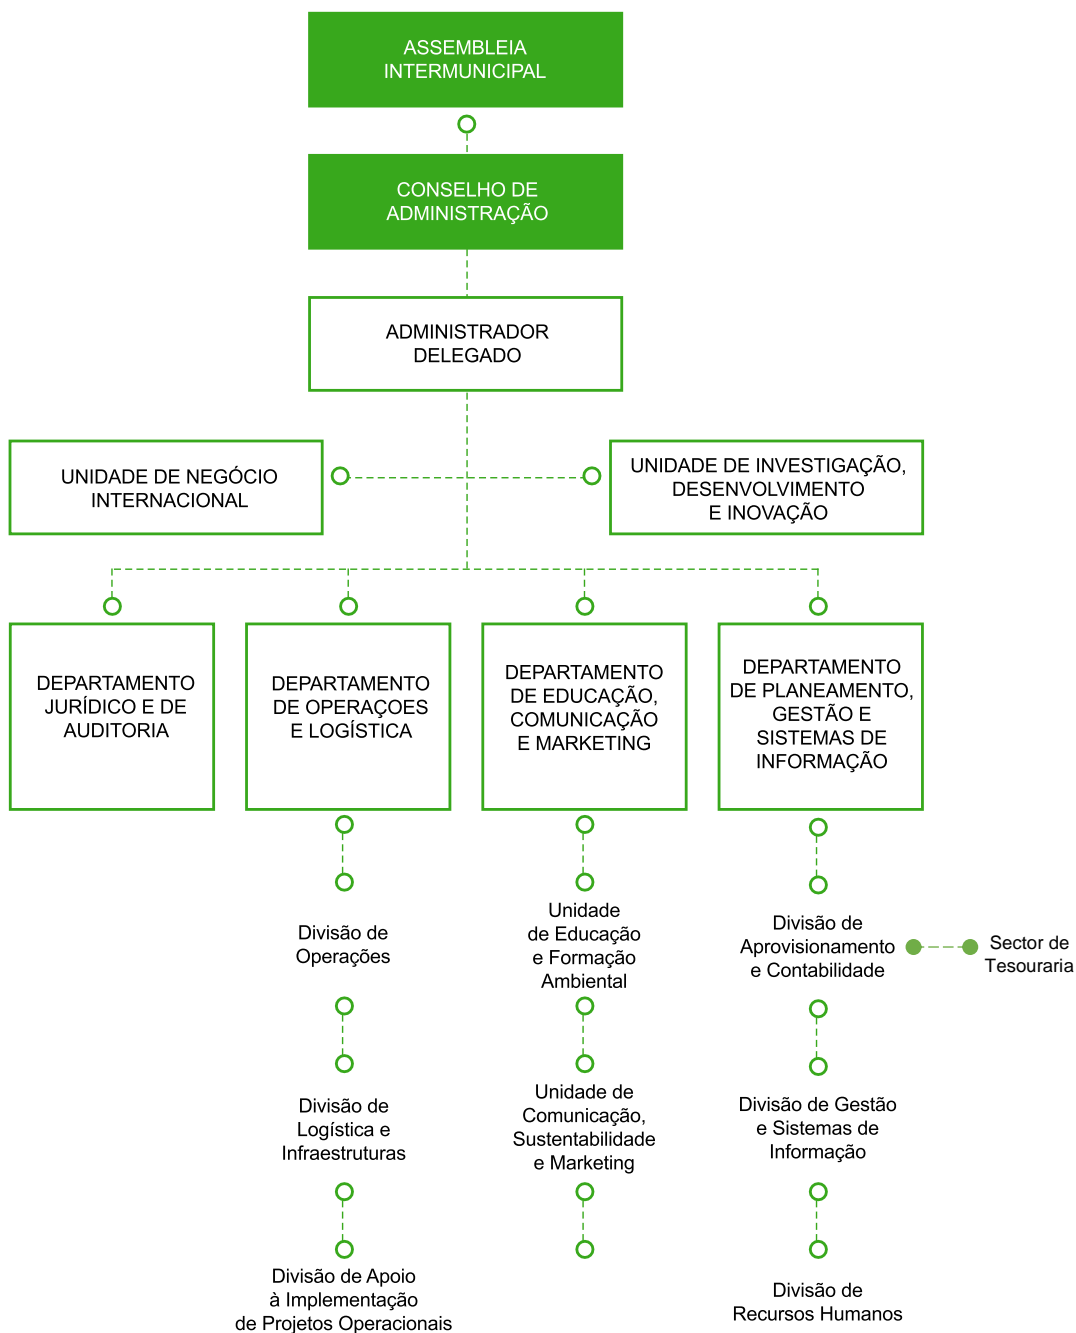 ASSEMBLEIA
INTERMUNICIPAL
CONSELHO DE
ADMINISTRAÇÃO
ADMINISTRADOR
DELEGADO
UNIDADE DE NEGÓCIO
INTERNACIONAL
UNIDADE DE INVESTIGAÇÃO,
DESENVOLVIMENTO
E INOVAÇÃO
DEPARTAMENTO
JURÍDICO E DE
AUDITORIA
DEPARTAMENTO
DE OPERAÇOES
E LOGÍSTICA
DEPARTAMENTO
DE EDUCAÇÃO,
COMUNICAÇÃO
E MARKETING
DEPARTAMENTO
DE PLANEAMENTO,
GESTÃO E
SISTEMAS DE
INFORMAÇÃO
Divisão de
Operações
Unidade
de Educação
e Formação
Ambiental
Divisão de
Aprovisionamento
e Contabilidade
Sector de
Tesouraria
Divisão de
Logística e
Infraestruturas
Unidade de
Comunicação,
Sustentabilidade
e Marketing
Divisão de Gestão
e Sistemas de
Informação
Divisão de Apoio
à Implementação
de Projetos Operacionais
Divisão de
Recursos Humanos